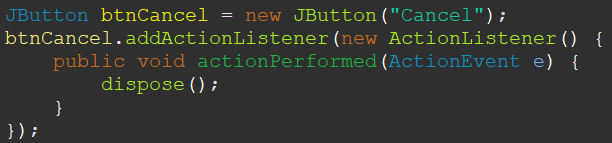 JButton btnCancel = new JButton("Cancel");
btnCancel.addActionListener(new ActionListener() {
    public void actionPerformed(ActionEvent e) {
        dispose();
    }
});